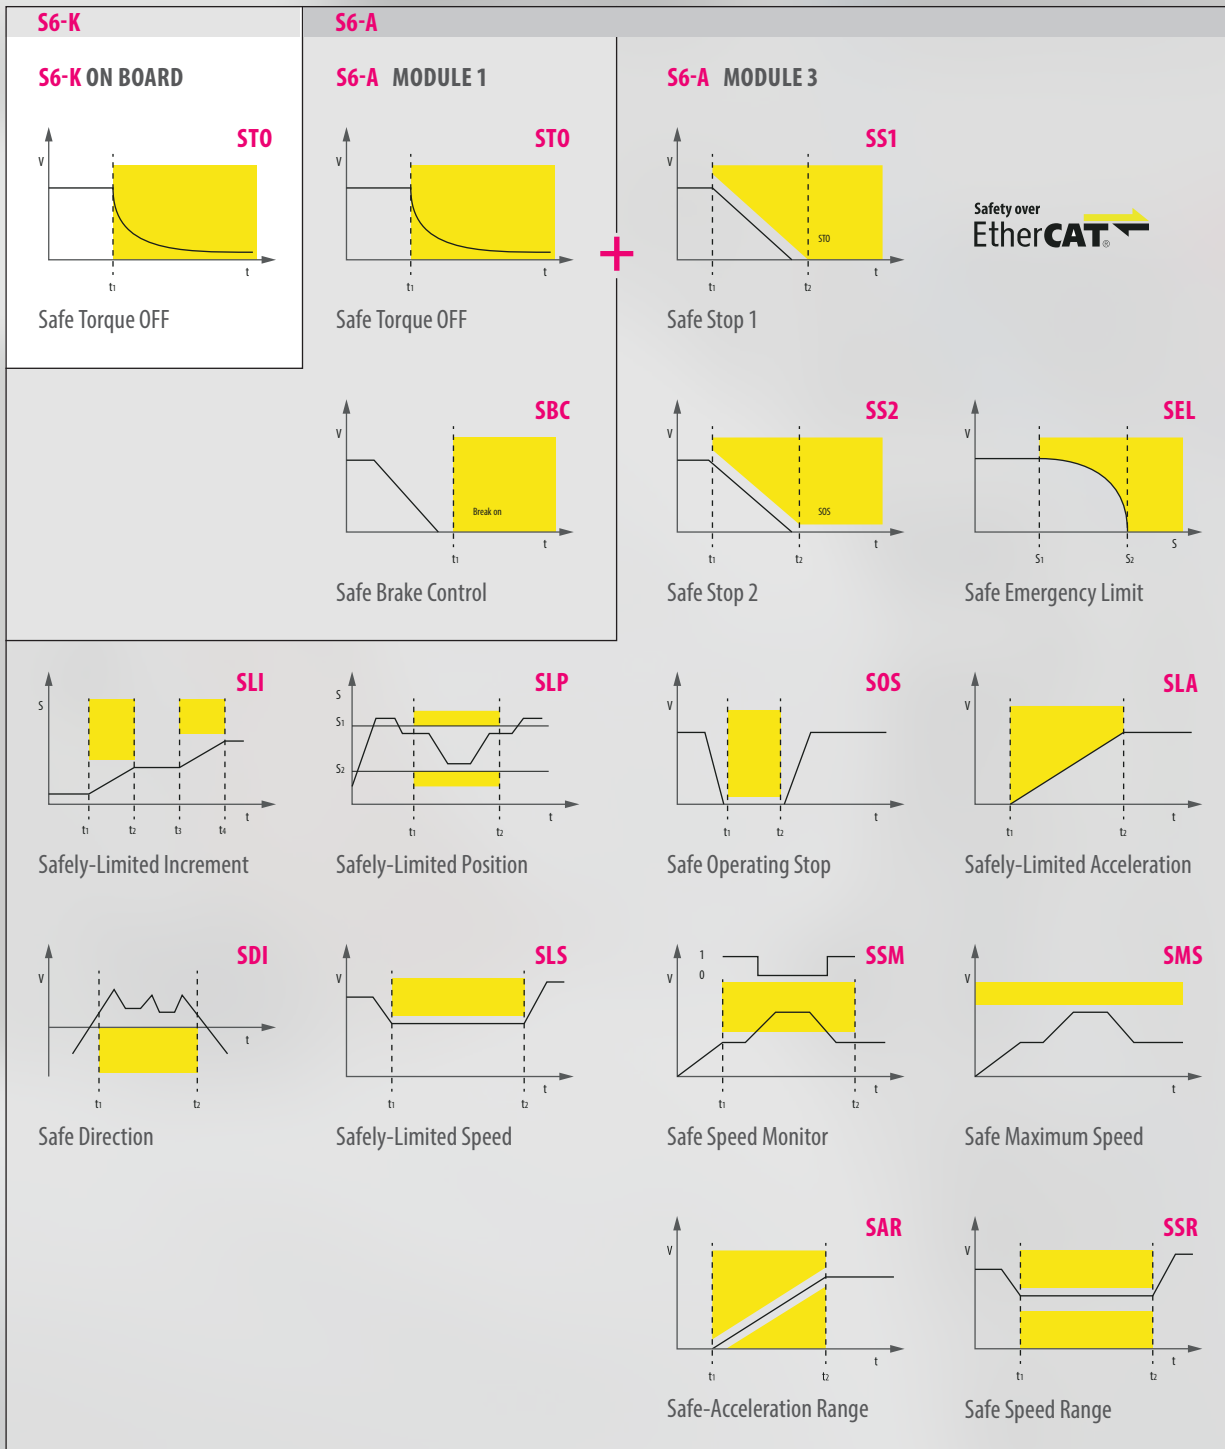 S6-K
S6-A
S6-K ON BOARD
S6-A MODULE 1
S6-A MODULE 3
STO
V
t
t1
Safe Torque OFF
STO
V
t
t1
Safe Torque OFF
+
SS1
V
STO
t
t1
t2
Safe Stop 1
Safety over
EtherCAT®
SBC
V
Break on
t
t1
Safe Brake Control
SS2
V
SOS
t
t1
t2
Safe Stop 2
SEL
V
S
S1
S2
Safe Emergency Limit
SLI
S
t
t1
t2
t3
t4
Safely-Limited Increment
SLP
S
S1
S2
t
t1
t2
Safely-Limited Position
SOS
V
t
t1
t2
Safe Operating Stop
SLA
V
t
t1
t2
Safely-Limited Acceleration
SDI
V
t
t1
t2
Safe Direction
SLS
V
t
t1
t2
Safely-Limited Speed
SSM
1
0
V
t
t1
t2
Safe Speed Monitor
SMS
V
t
Safe Maximum Speed
SAR
V
t
t1
t2
Safe-Acceleration Range
SSR
V
t
t1
t2
Safe Speed Range